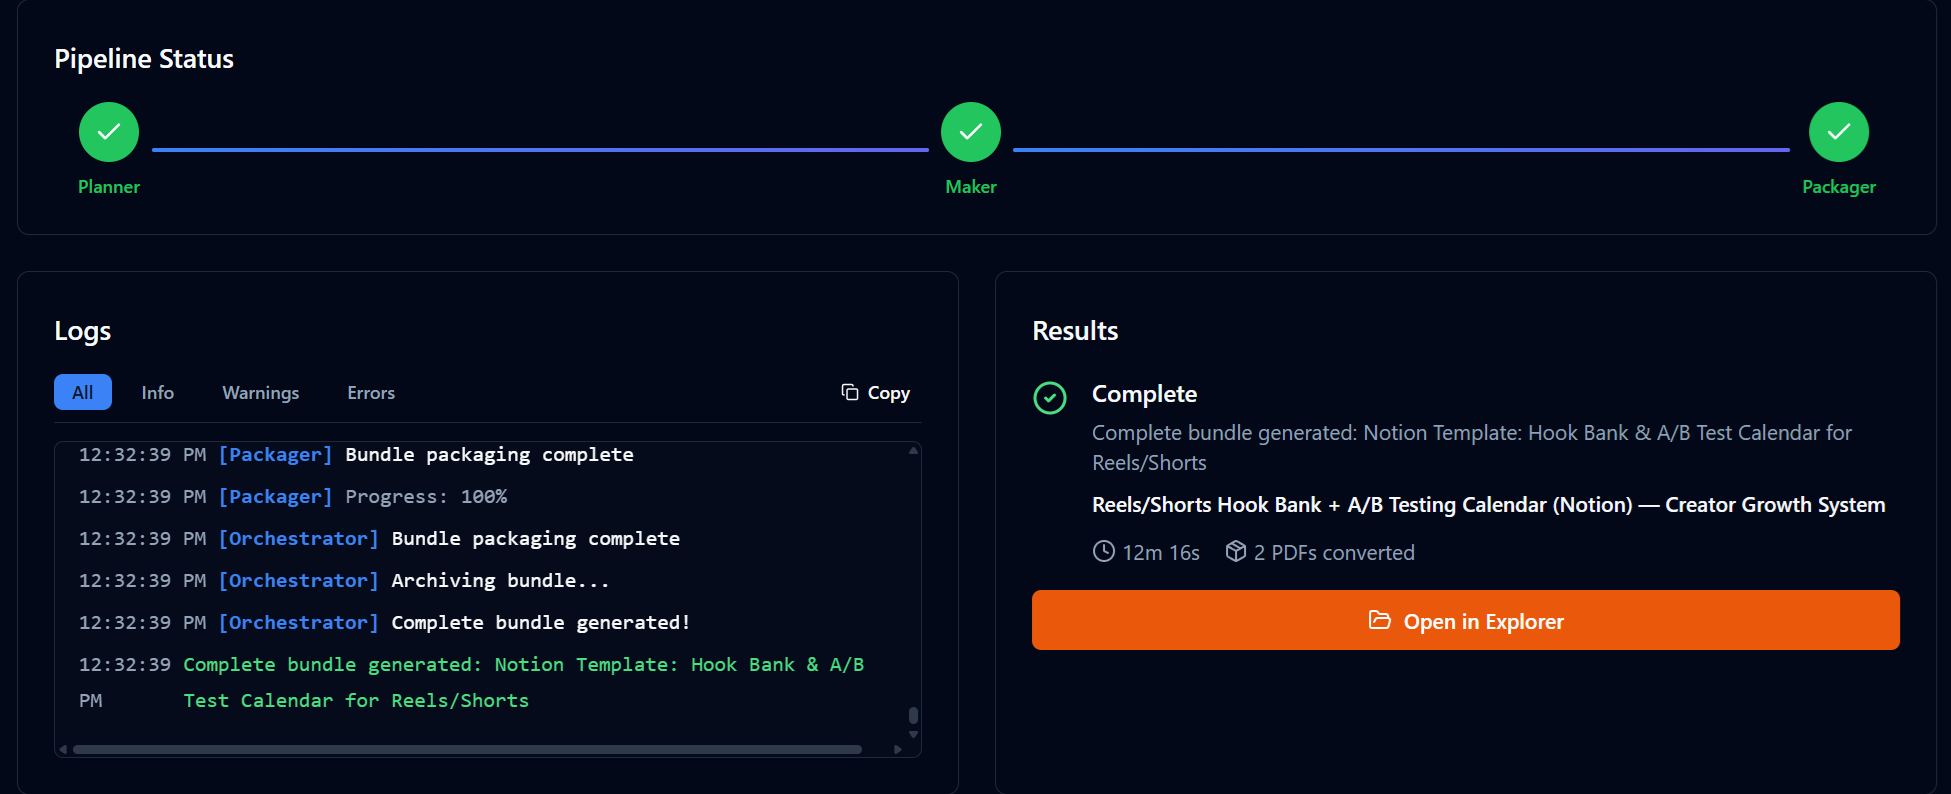 Pipeline Status
Planner
Maker
Packager
Logs
All
Info
Warnings
Errors
Copy
12:32:39 PM [Packager] Bundle packaging complete
12:32:39 PM [Packager] Progress: 100%
12:32:39 PM [Orchestrator] Bundle packaging complete
12:32:39 PM [Orchestrator] Archiving bundle...
12:32:39 PM [Orchestrator] Complete bundle generated!
12:32:39 Complete bundle generated: Notion Template: Hook Bank & A/B
PM Test Calendar for Reels/Shorts
Results
Complete
Complete bundle generated: Notion Template: Hook Bank & A/B Test Calendar for
Reels/Shorts
Reels/Shorts Hook Bank + A/B Testing Calendar (Notion) — Creator Growth System
12m 16s
2 PDFs converted
Open in Explorer